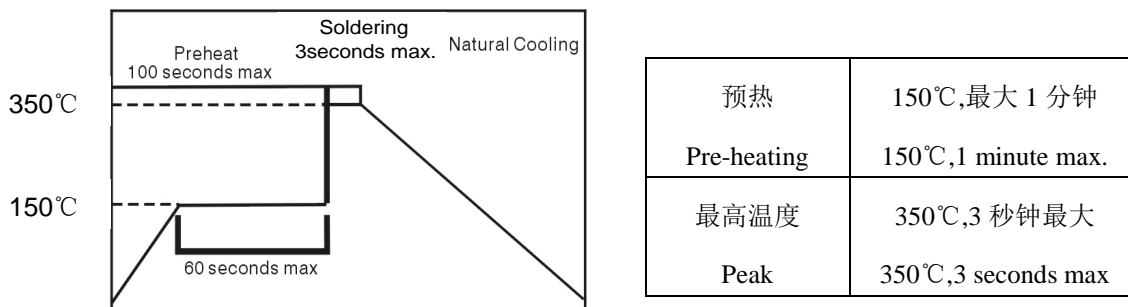 Soldering
3seconds max.
Natural Cooling
Preheat
100 seconds max
350℃
150℃
60 seconds max
预热
Pre-heating
150℃,最大 1 分钟
150℃,1 minute max.
最高温度
Peak
350℃,3 秒钟最大
350℃,3 seconds max